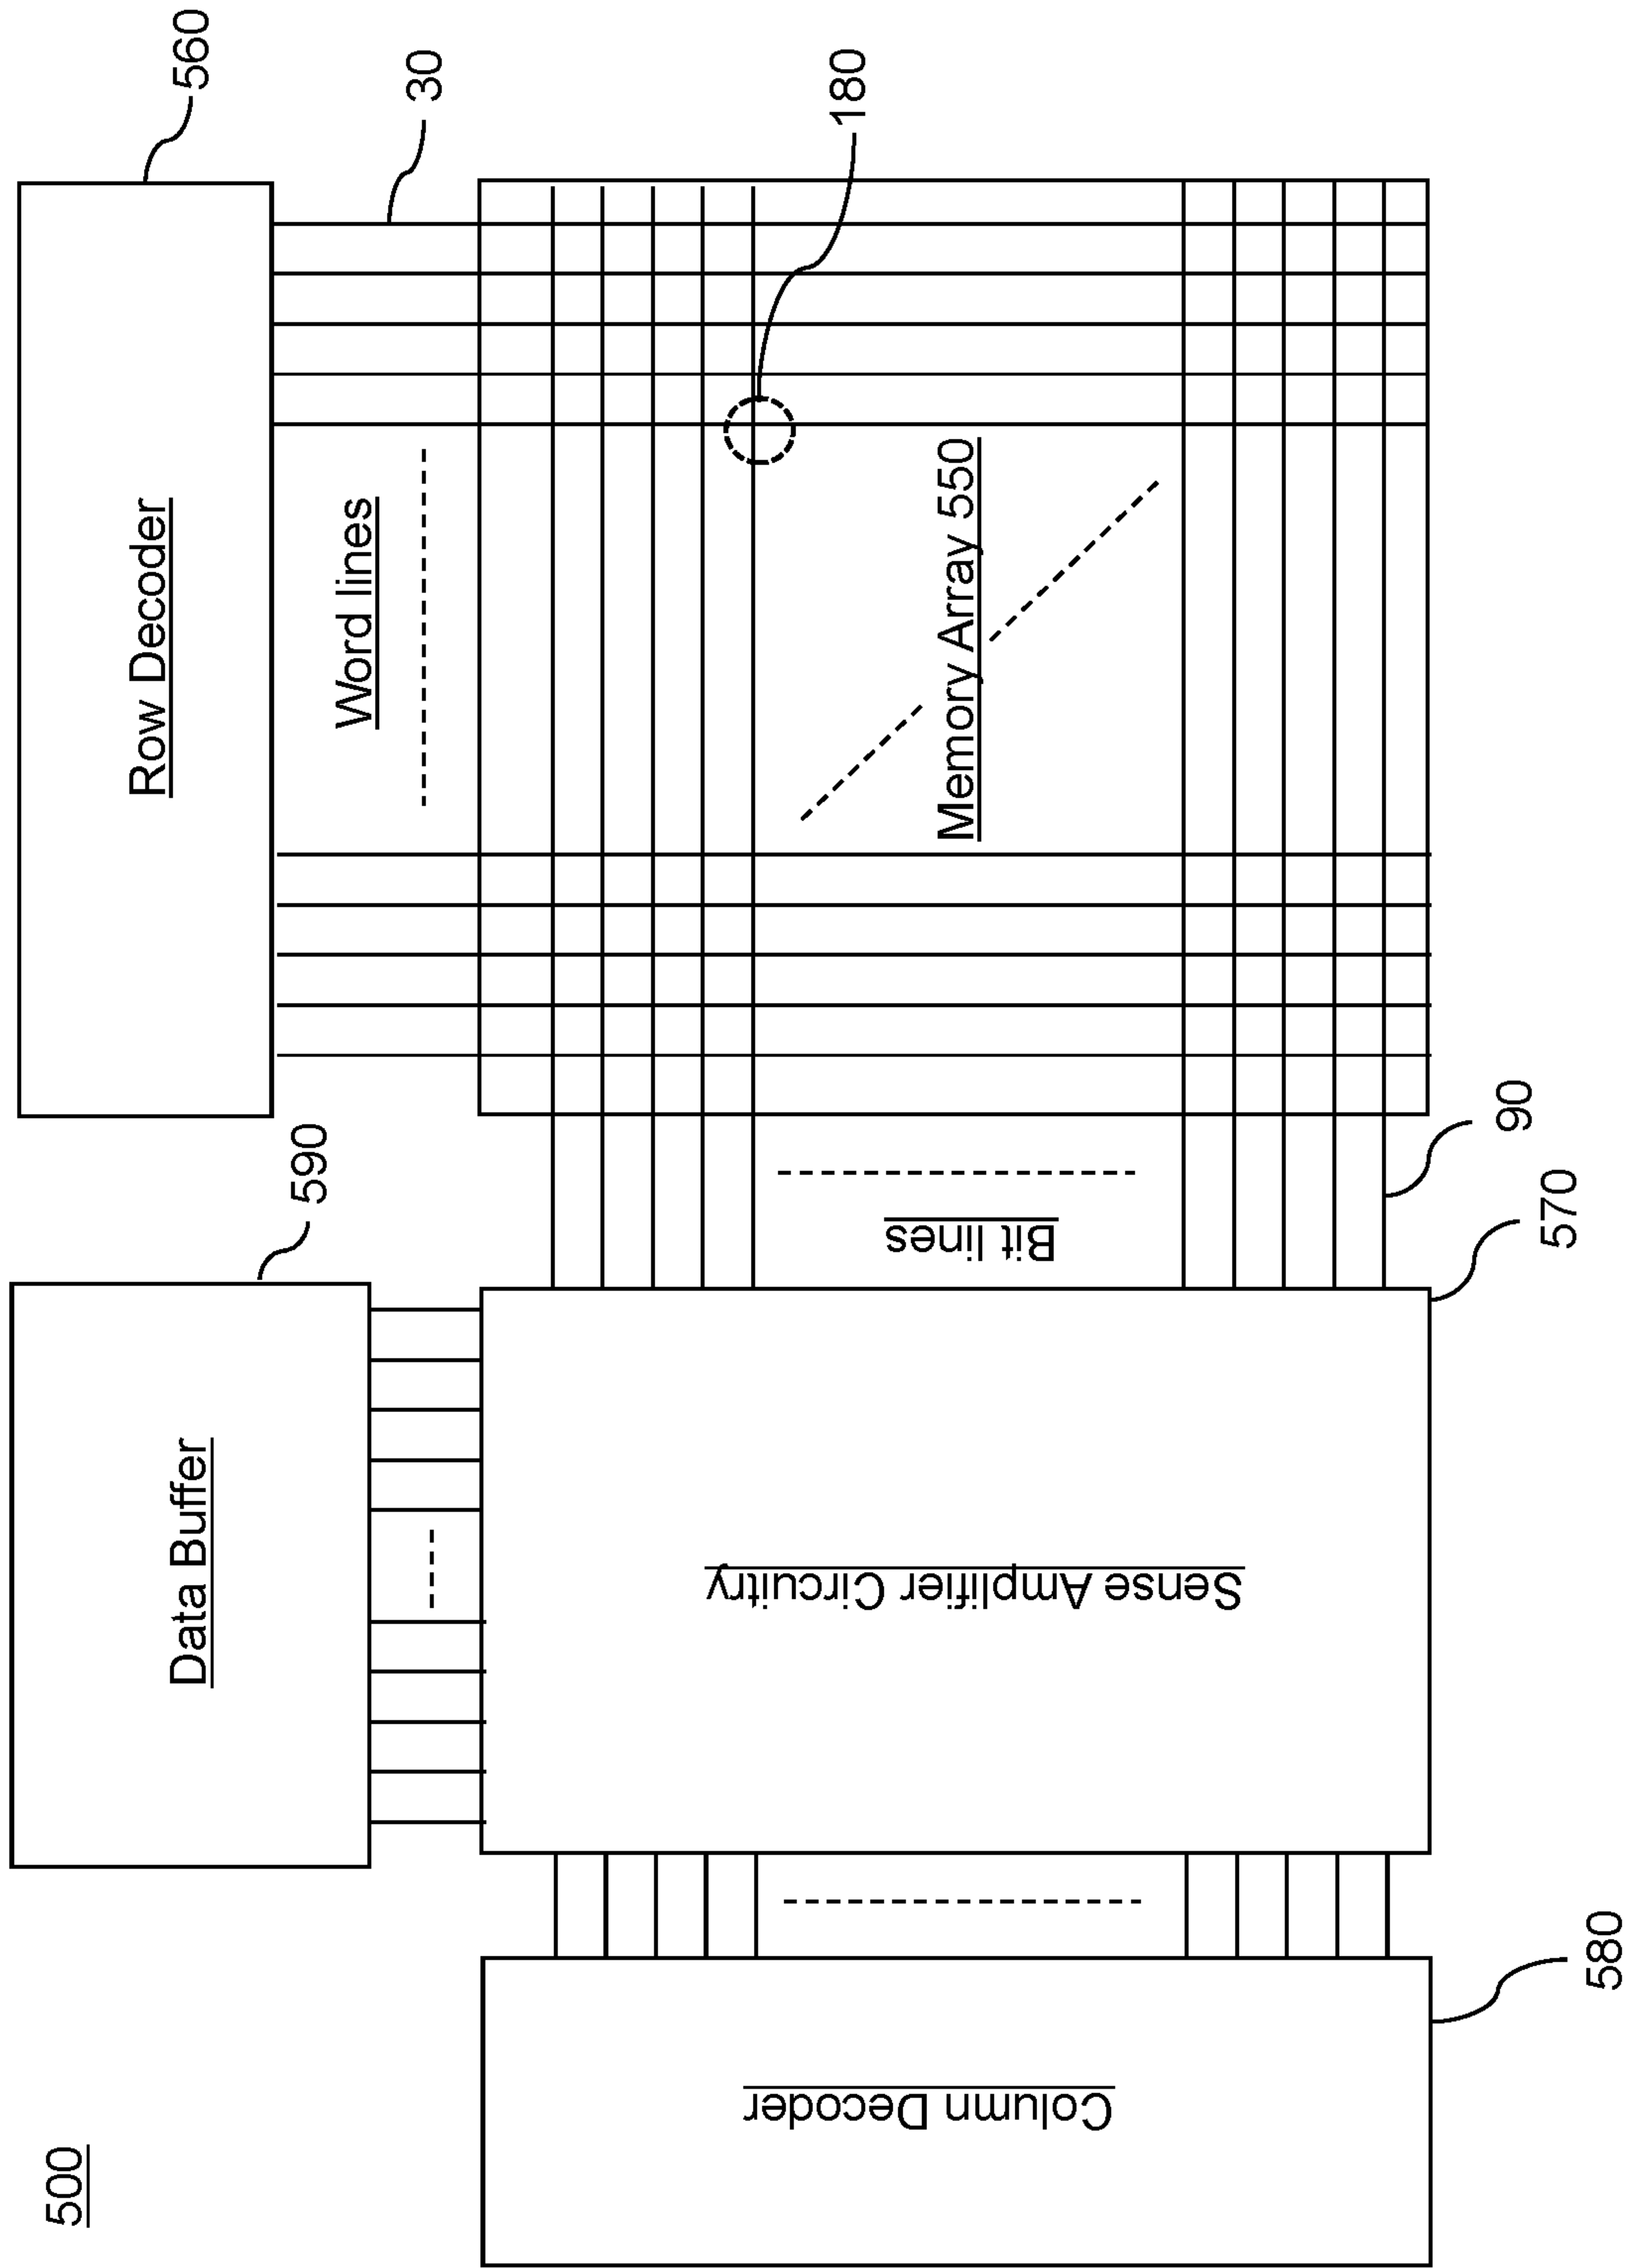 500
Row Decoder
560
Word lines
30
180
Memory Array 550
Data Buffer
590
Bit lines
90
Sense Amplifier Circuitry
570
Column Decoder
580